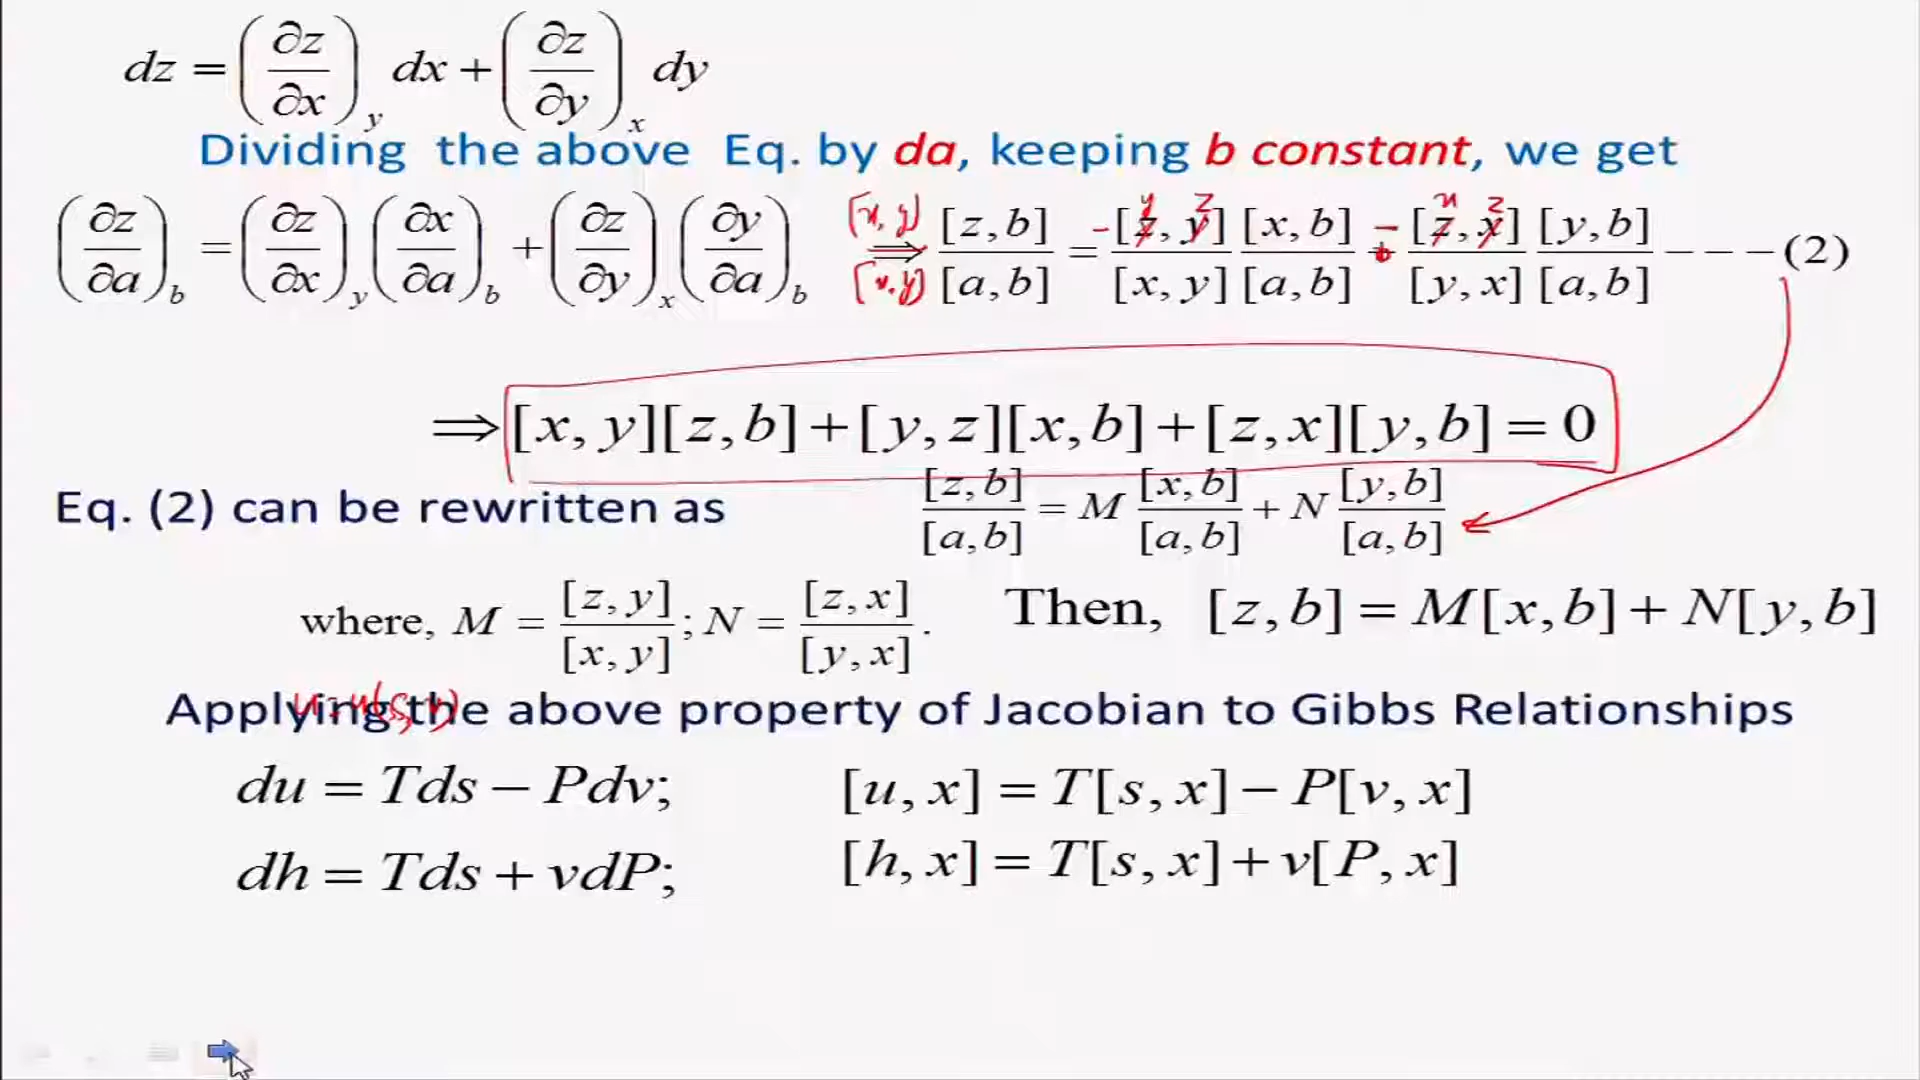 dz = (∂z/∂x)_y dx + (∂z/∂y)_x dy
Dividing the above Eq. by da, keeping b constant, we get
(∂z/∂a)_b = (∂z/∂x)_y (∂x/∂a)_b + (∂z/∂y)_x (∂y/∂a)_b [x,y]/[x,y] ⇒ [z,b]/[a,b] = -[z,y]/[x,y] [x,b]/[a,b] + [z,x]/[y,x] [y,b]/[a,b] - - - -(2)
⇒ [x,y][z,b]+[y,z][x,b]+[z,x][y,b]=0
Eq. (2) can be rewritten as [z,b]/[a,b] = M [x,b]/[a,b] + N [y,b]/[a,b]
where, M = [z,y]/[x,y]; N = [z,x]/[y,x]. Then, [z,b]=M[x,b]+N[y,b]
Applying the above property of Jacobian to Gibbs Relationships
du = Tds − Pdv; [u,x]=T[s,x]−P[v,x]
dh = Tds + vdP; [h,x]=T[s,x]+v[P,x]